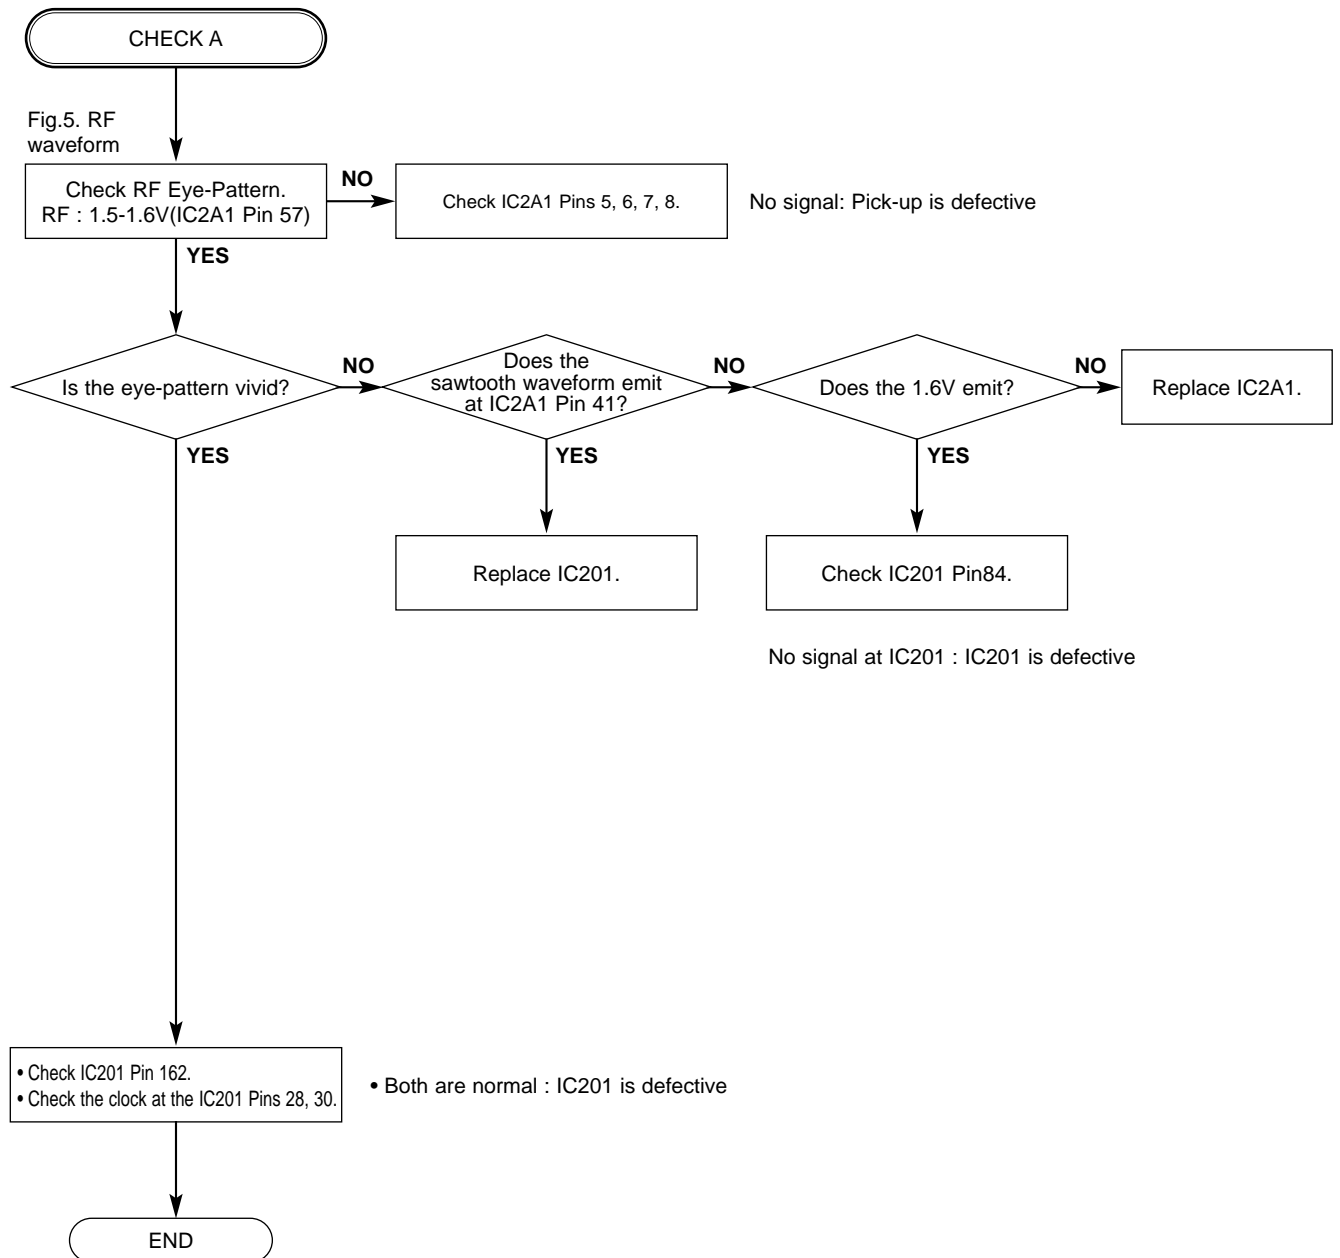 CHECK A
Fig.5. RF
waveform
Check RF Eye-Pattern.
RF : 1.5-1.6V(IC2A1 Pin 57)
NO
Check IC2A1 Pins 5, 6, 7, 8.
No signal: Pick-up is defective
YES
Is the eye-pattern vivid?
NO
Does the
sawtooth waveform emit
at IC2A1 Pin 41?
NO
Does the 1.6V emit?
NO
Replace IC2A1.
YES
YES
YES
Replace IC201.
Check IC201 Pin84.
No signal at IC201 : IC201 is defective
• Check IC201 Pin 162.
• Check the clock at the IC201 Pins 28, 30.
• Both are normal : IC201 is defective
END